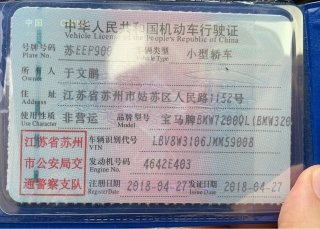 中华人民共和国机动车行驶证
Vehicle License of the People's Republic of China
号牌号码 苏EEP900 车辆类型 小型轿车
Plate No. Vehicle Type
所有人 于文鹏
Owner
住址 江苏省苏州市姑苏区人民路1152号
Address
使用性质 非营运 品牌型号 宝马牌BMW7200QL(BMW320
Use Character Model
江苏省苏州 车辆识别代号 LBV8W3106JMM59008
VIN
市公安局交 发动机号码 4642E403
Engine No.
通警察支队 注册日期 2018-04-27 发证日期 2018-04-27
Register Date Issue Date